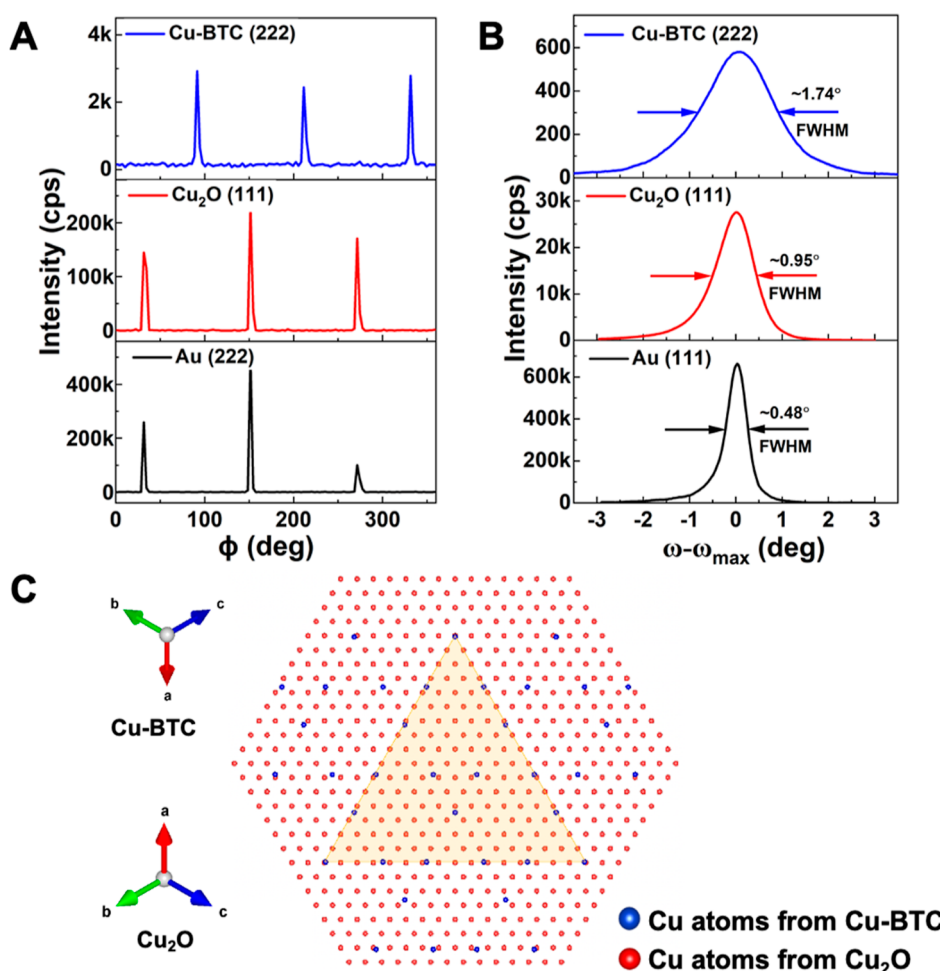 A
Cu-BTC (222)
4k
2k
0
Cu₂O (111)
200k
100k
0
Au (222)
400k
200k
0
Intensity (cps)
0 100 200 300
ϕ (deg)
B
Cu-BTC (222)
600
400
200
0
~1.74°
FWHM
Cu₂O (111)
30k
20k
10k
0
~0.95°
FWHM
Au (111)
600k
400k
200k
0
~0.48°
FWHM
Intensity (cps)
-3 -2 -1 0 1 2 3
ω-ωmax (deg)
C
b c
a
Cu-BTC
a
b c
Cu₂O
Cu atoms from Cu-BTC
Cu atoms from Cu₂O